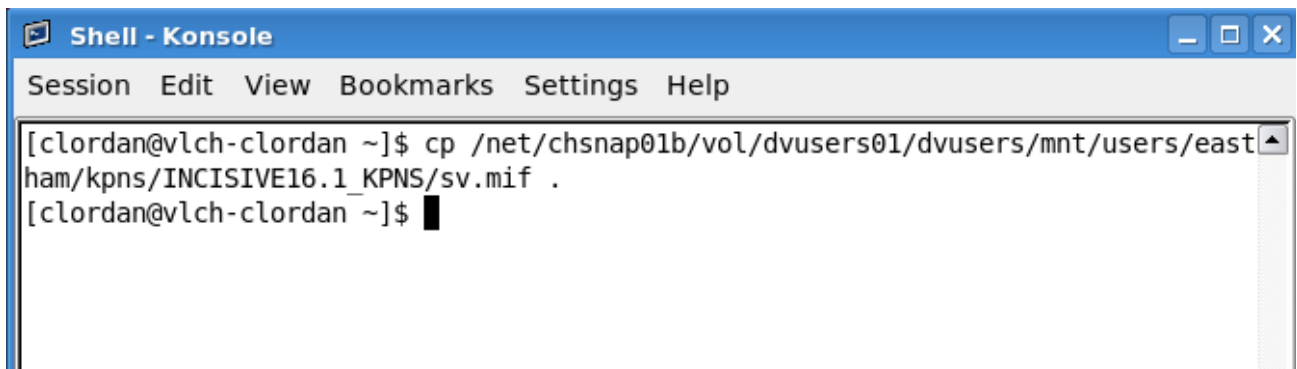 Shell - Konsole
Session Edit View Bookmarks Settings Help
[clordan@vlch-clordan ~]$ cp /net/chsnap01b/vol/dvusers01/dvusers/mnt/users/east
ham/kpns/INCISIVE16.1_KPNS/sv.mif .
[clordan@vlch-clordan ~]$